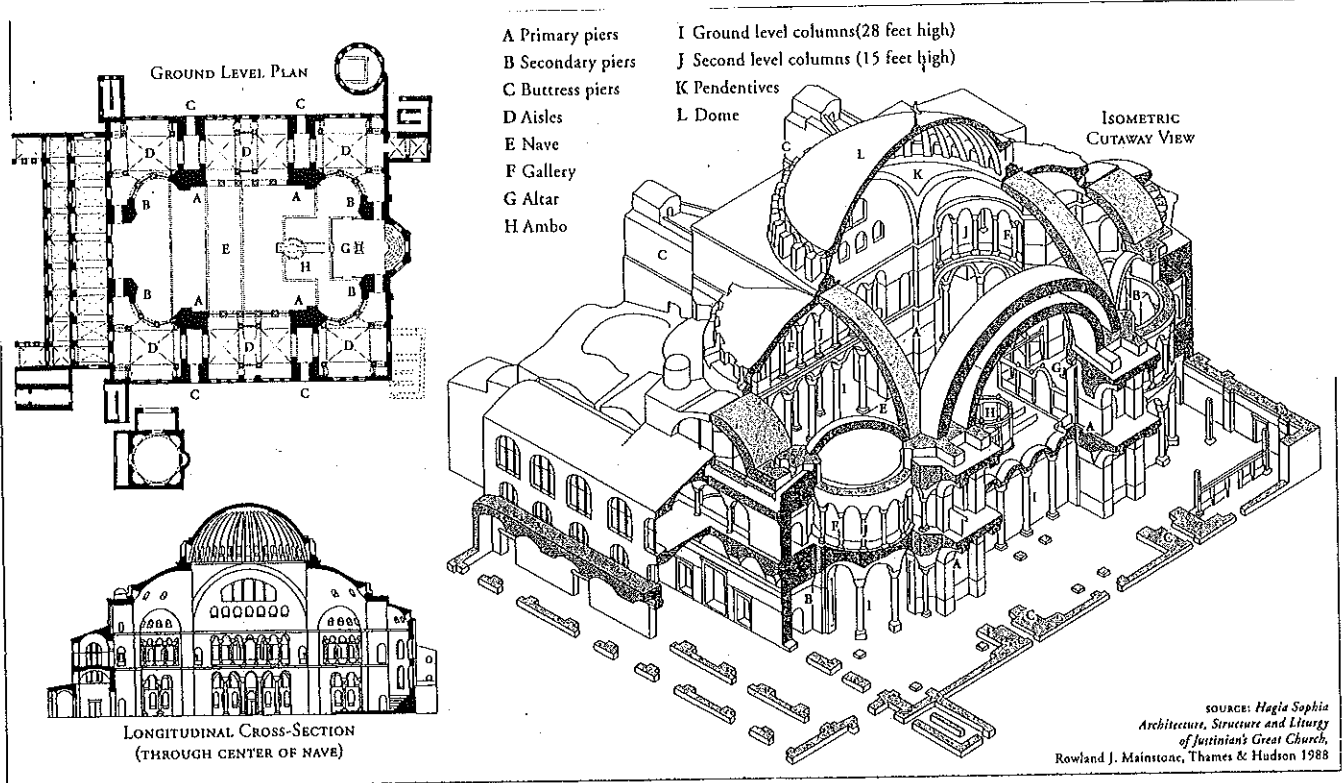 GROUND LEVEL PLAN
C
C
D
D
D
B
A
A
B
E
G
H
B
A
A
B
D
D
D
C
C
A Primary piers
B Secondary piers
C Buttress piers
D Aisles
E Nave
F Gallery
G Altar
H Ambo
I Ground level columns(28 feet high)
J Second level columns (15 feet high)
K Pendentives
L Dome
ISOMETRIC
CUTAWAY VIEW
C
L
K
J
F
C
B
A
F
I
G
I
E
H
A
F
J
I
A
C
B
I
C
LONGITUDINAL CROSS-SECTION
(THROUGH CENTER OF NAVE)
SOURCE: Hagia Sophia
Architecture, Structure and Liturgy
of Justinian's Great Church,
Rowland J. Mainstone, Thames & Hudson 1988